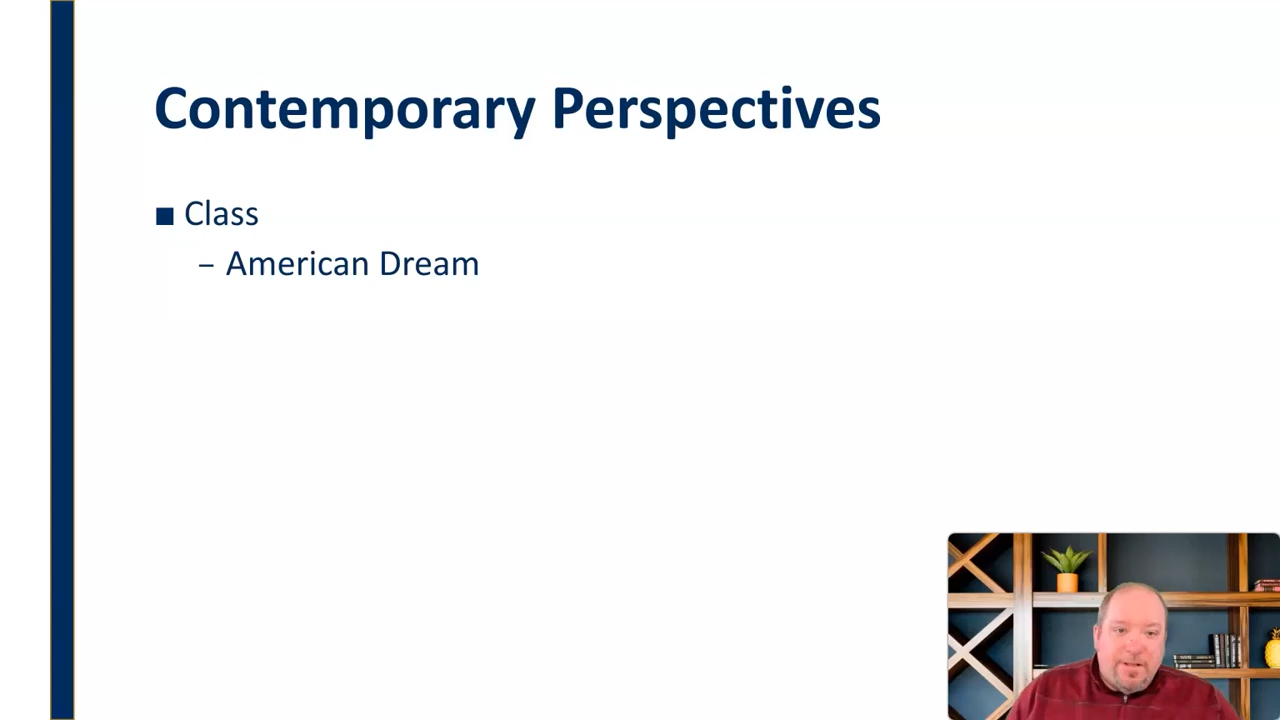 Contemporary Perspectives
■ Class
– American Dream